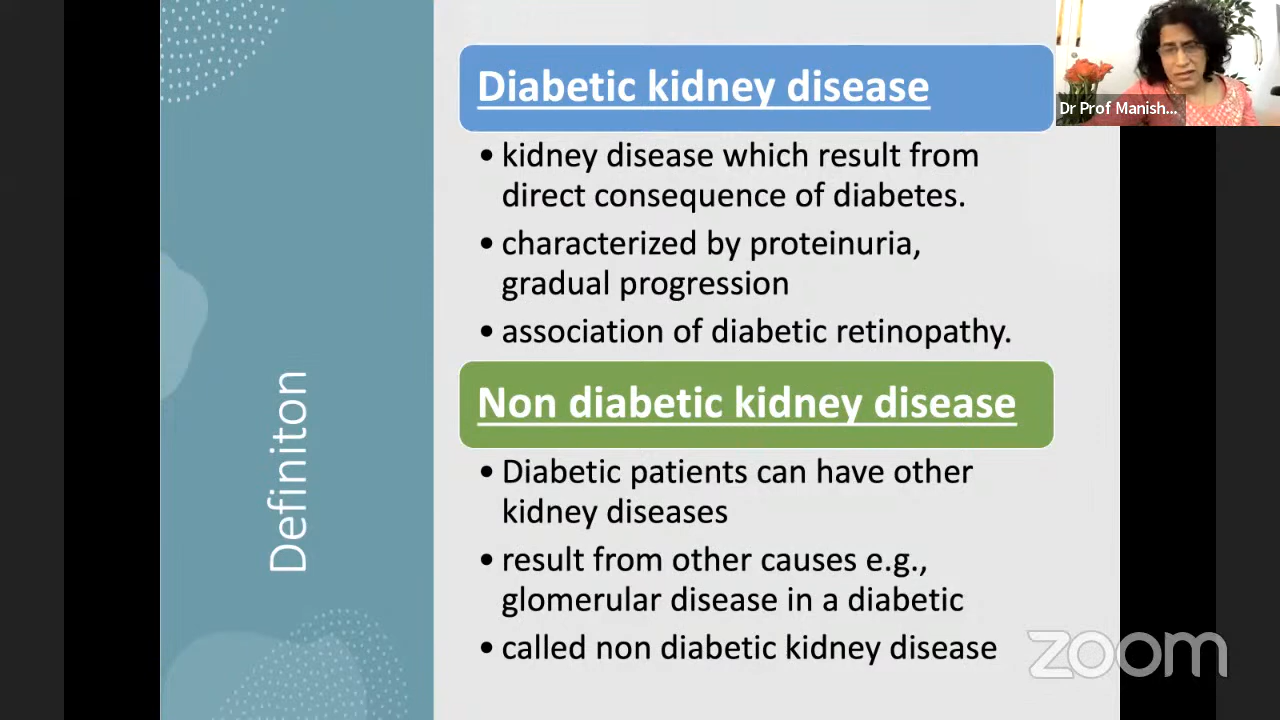 Definiton
Diabetic kidney disease
• kidney disease which result from
direct consequence of diabetes.
• characterized by proteinuria,
gradual progression
• association of diabetic retinopathy.
Non diabetic kidney disease
• Diabetic patients can have other
kidney diseases
• result from other causes e.g.,
glomerular disease in a diabetic
• called non diabetic kidney disease
Dr Prof Manish...
zoom